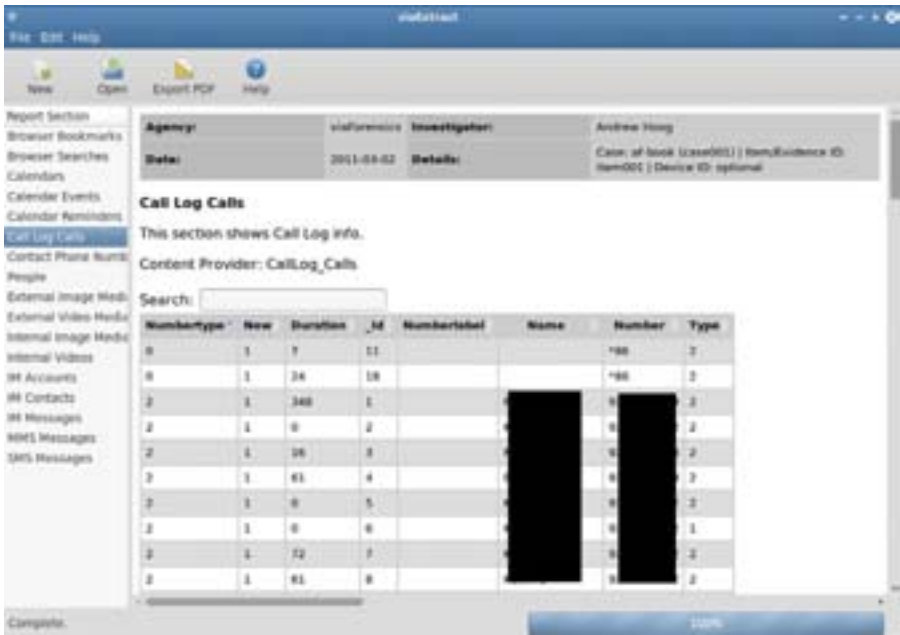 viaExtract
File Edit Help
New Open Export PDF Help
Report Section
Browser Bookmarks
Browser Searches
Calendars
Calendar Events
Calendar Reminders
Call Log Calls
Contact Phone Numb
People
External Image Media
External Video Media
Internal Image Media
Internal Videos
IM Accounts
IM Contacts
IM Messages
MMS Messages
SMS Messages
Agency: viaforensics Investigator: Andrew Hoog
Date: 2011-03-02 Details: Case: af-book (case001) | Item/Evidence ID: item001 | Device ID: optional
Call Log Calls
This section shows Call Log info.
Content Provider: CallLog_Calls
Search:
Numbertype New Duration _id Numberlabel Name Number Type
0 1 7 11 *86 2
0 1 24 18 *86 2
2 1 348 1 2
2 1 0 2 2
2 1 16 3 2
2 1 61 4 2
2 1 0 5 2
2 1 0 6 1
2 1 72 7 2
2 1 61 8 2
Complete. 100%